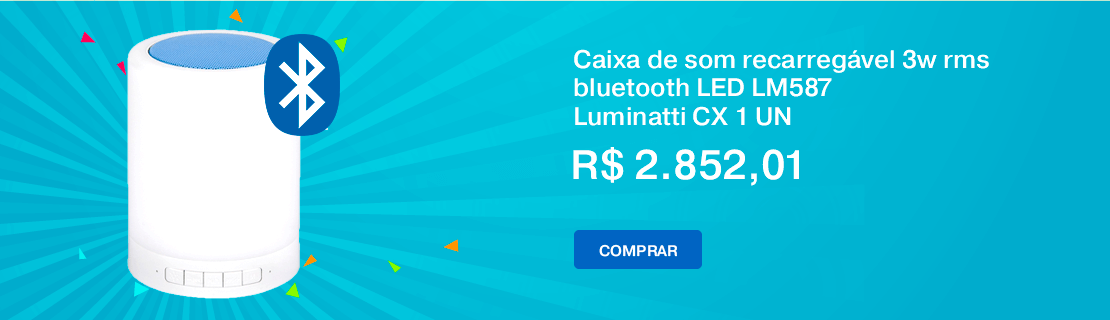 Caixa de som recarregável 3w rms
bluetooth LED LM587
Luminatti CX 1 UN
R$ 2.852,01
COMPRAR